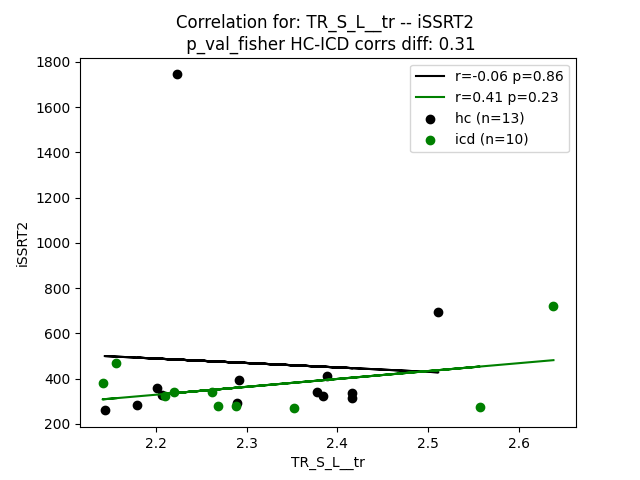 Correlation for: TR_S_L__tr -- iSSRT2
p_val_fisher HC-ICD corrs diff: 0.31
1800
1600
1400
1200
1000
800
600
400
200
iSSRT2
r=-0.06 p=0.86
r=0.41 p=0.23
hc (n=13)
icd (n=10)
2.2 2.3 2.4 2.5 2.6
TR_S_L__tr